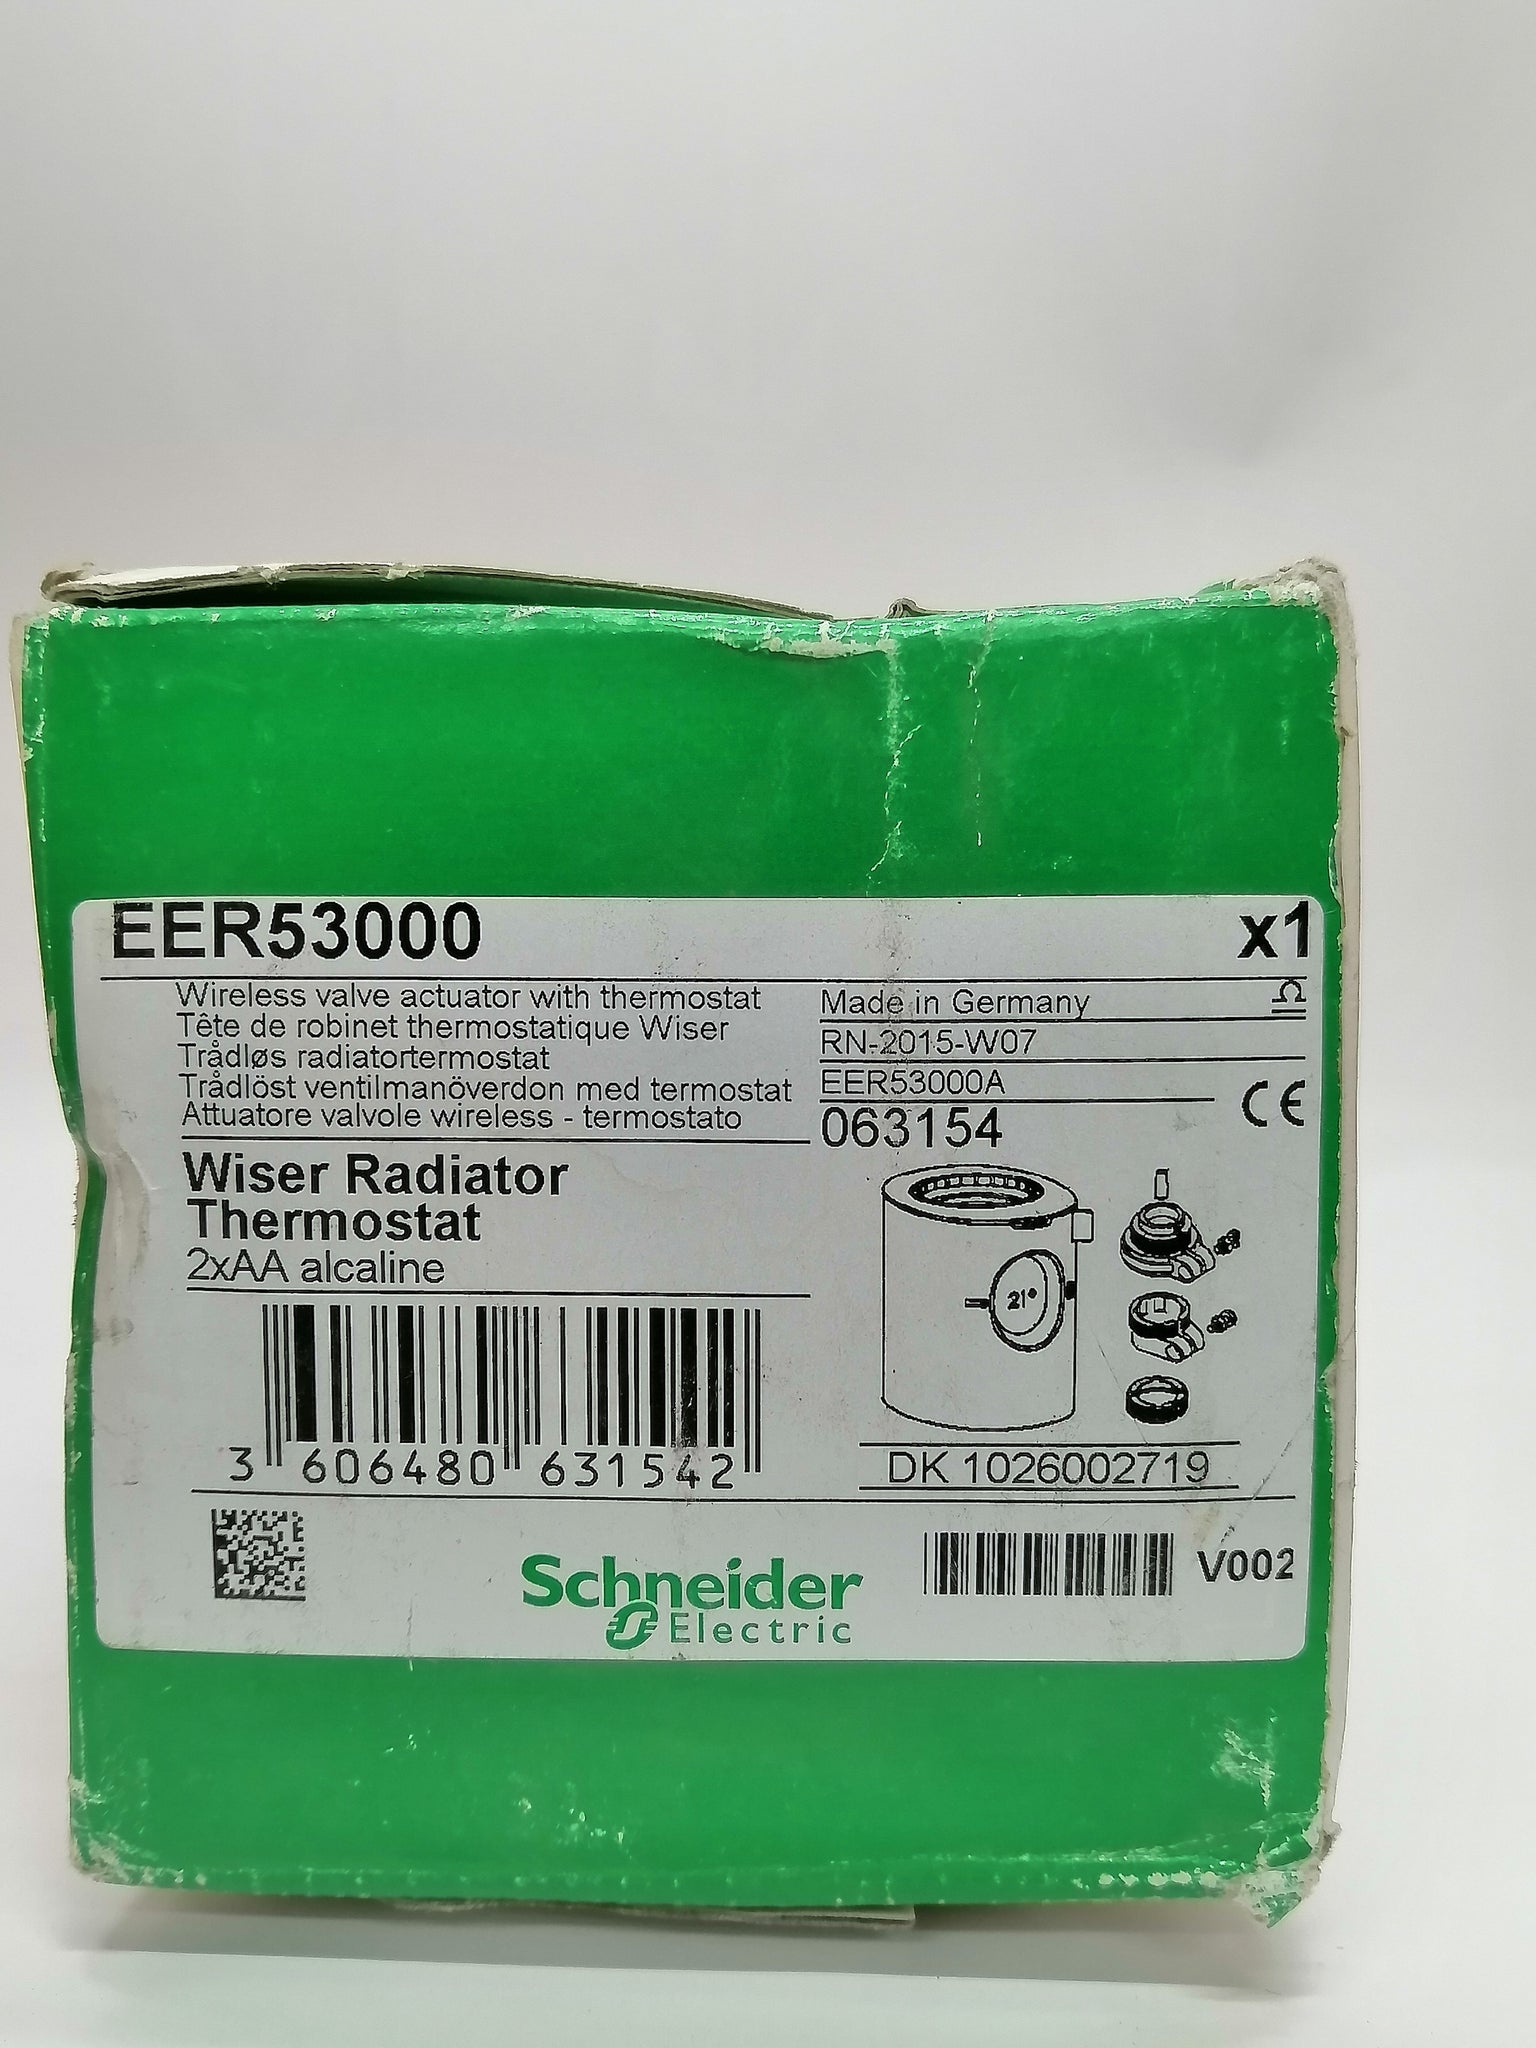 EER53000 x1
Wireless valve actuator with thermostat
Tête de robinet thermostatique Wiser
Trådløs radiatortermostat
Trådlöst ventilmanöverdon med termostat
Attuatore valvole wireless - termostato
Made in Germany
RN-2015-W07
EER53000A
063154
CE
Wiser Radiator
Thermostat
2xAA alcaline
21°
3 606480 631542
DK 1026002719
Schneider
Electric
V002